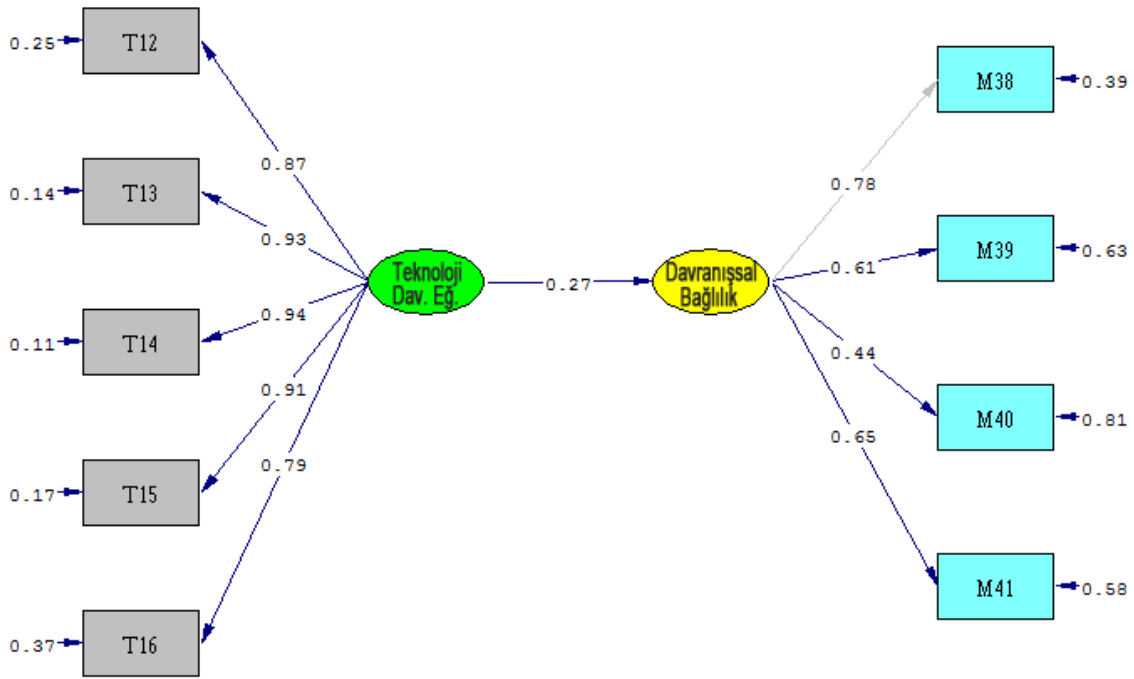 0.25 T12
0.87
M38 0.39
0.14 T13
0.78
0.93
Teknoloji
Dav. Eğ.
0.27
Davranışsal
Bağlılık
0.61
M39 0.63
0.11 T14
0.94
0.44
0.91
M40 0.81
0.65
0.79
0.17 T15
M41 0.58
0.37 T16